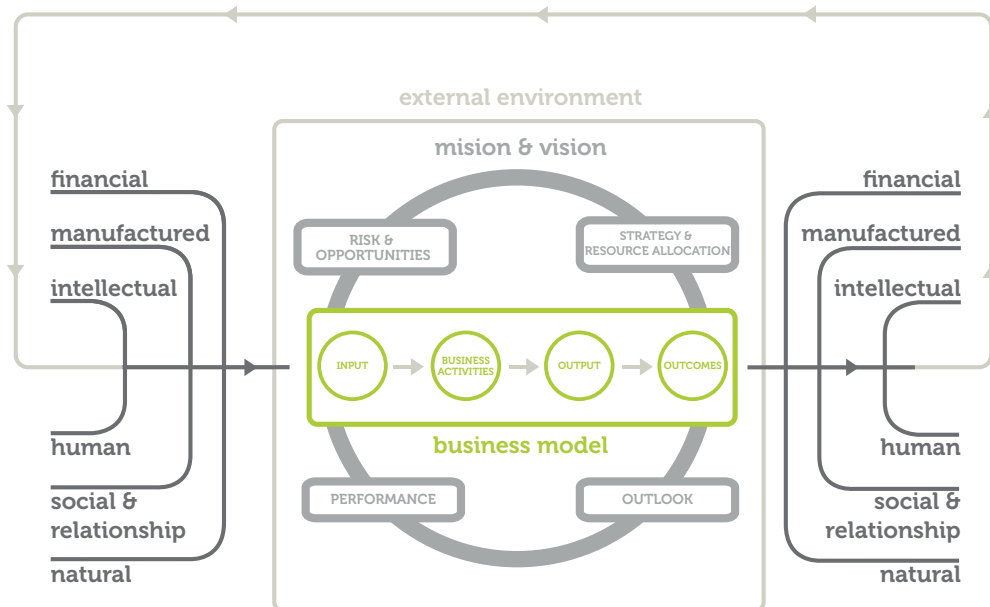 external environment
mision & vision
financial
manufactured
intellectual
human
social &
relationship
natural
RISK &
OPPORTUNITIES
STRATEGY &
RESOURCE ALLOCATION
INPUT
BUSINESS
ACTIVITIES
OUTPUT
OUTCOMES
business model
PERFORMANCE
OUTLOOK
financial
manufactured
intellectual
human
social &
relationship
natural